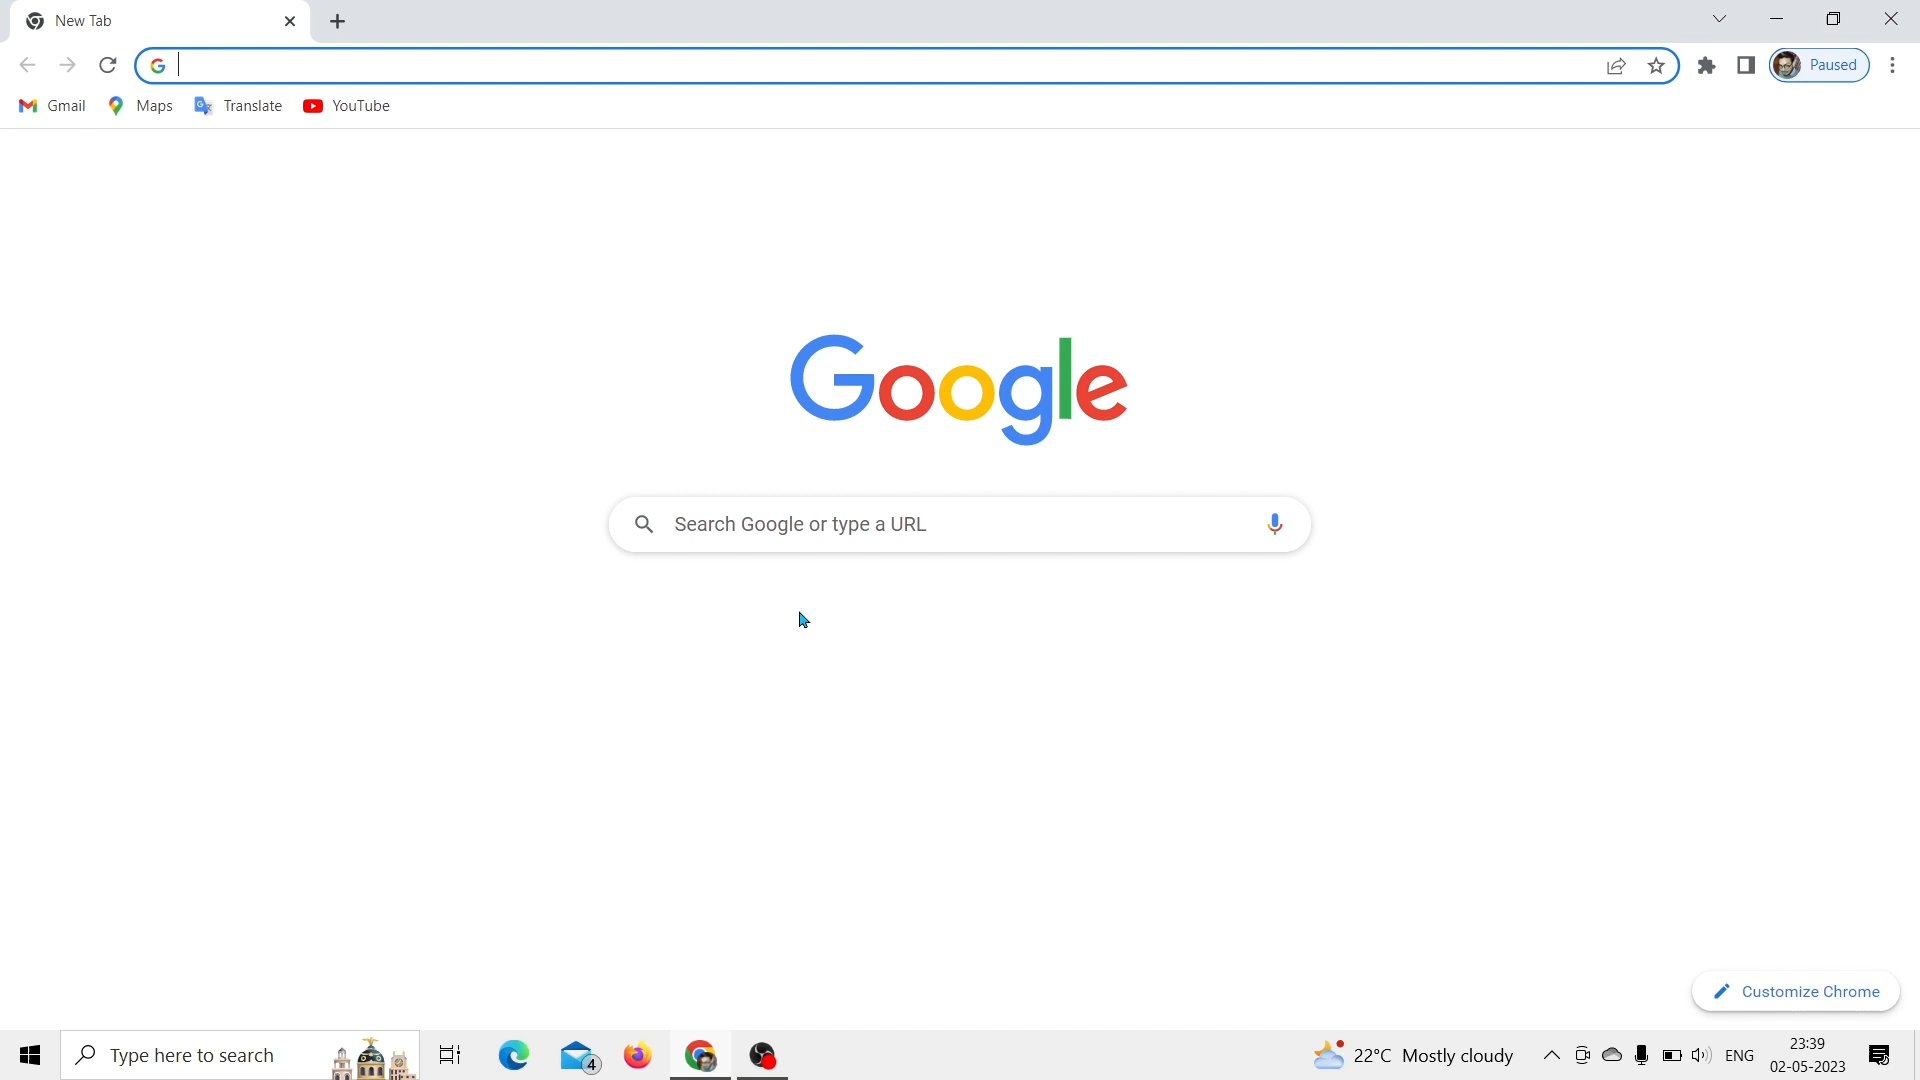 New Tab
Paused
Gmail
Maps
Translate
YouTube
Google
Search Google or type a URL
Customize Chrome
Type here to search
4
22°C Mostly cloudy
ENG
23:39
02-05-2023